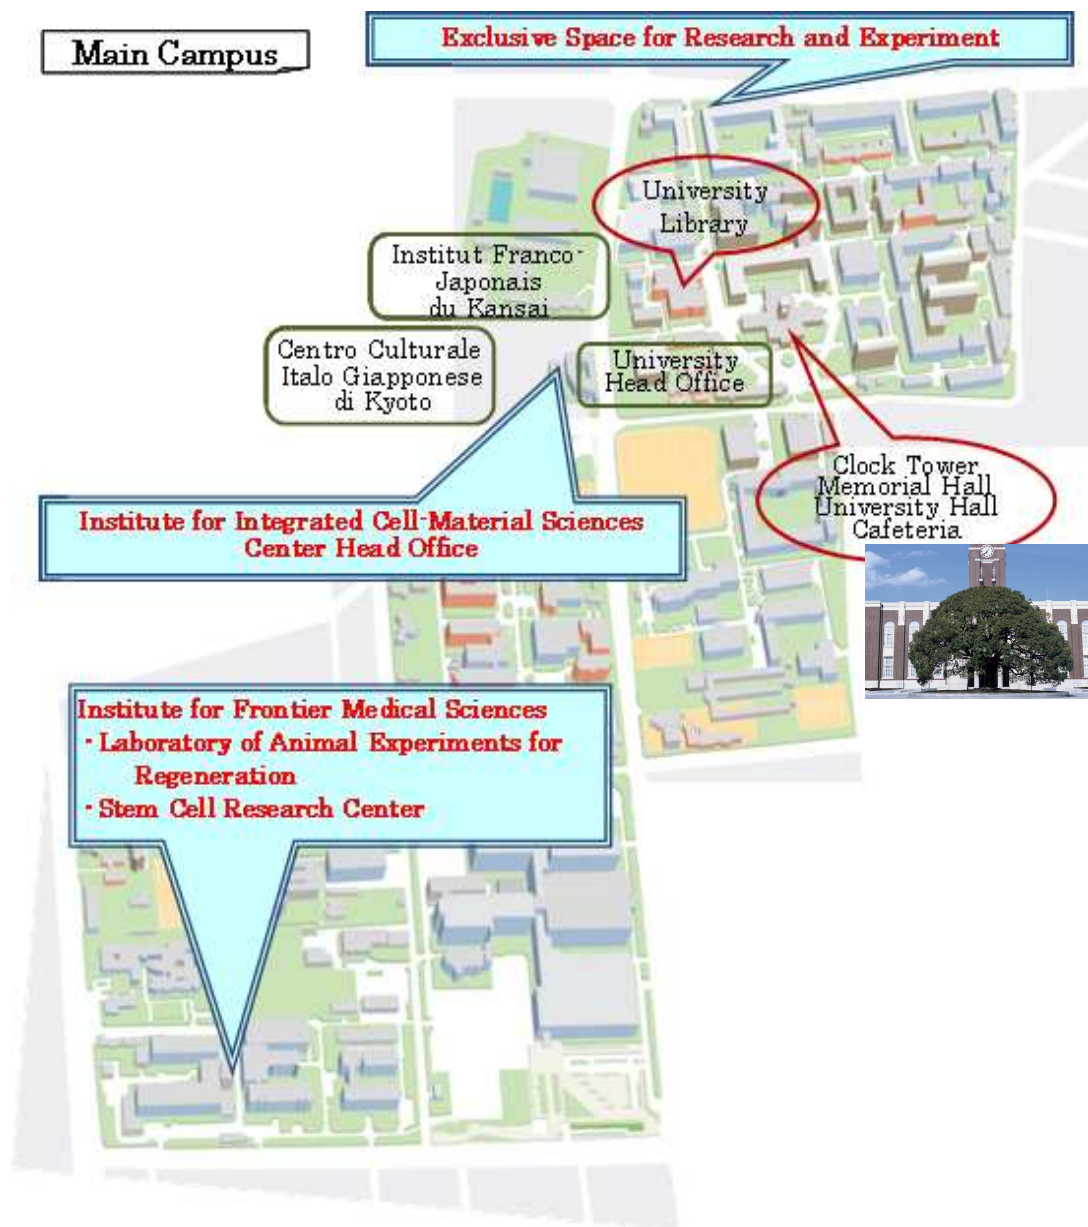 Main Campus
Exclusive Space for Research and Experiment
University
Library
Institut Franco-
Japonais
du Kansai
Centro Culturale
Italo Giapponese
di Kyoto
University
Head Office
Clock Tower
Memorial Hall
University Hall
Cafeteria
Institute for Integrated Cell-Material Sciences
Center Head Office
Institute for Frontier Medical Sciences
· Laboratory of Animal Experiments for
Regeneration
· Stem Cell Research Center